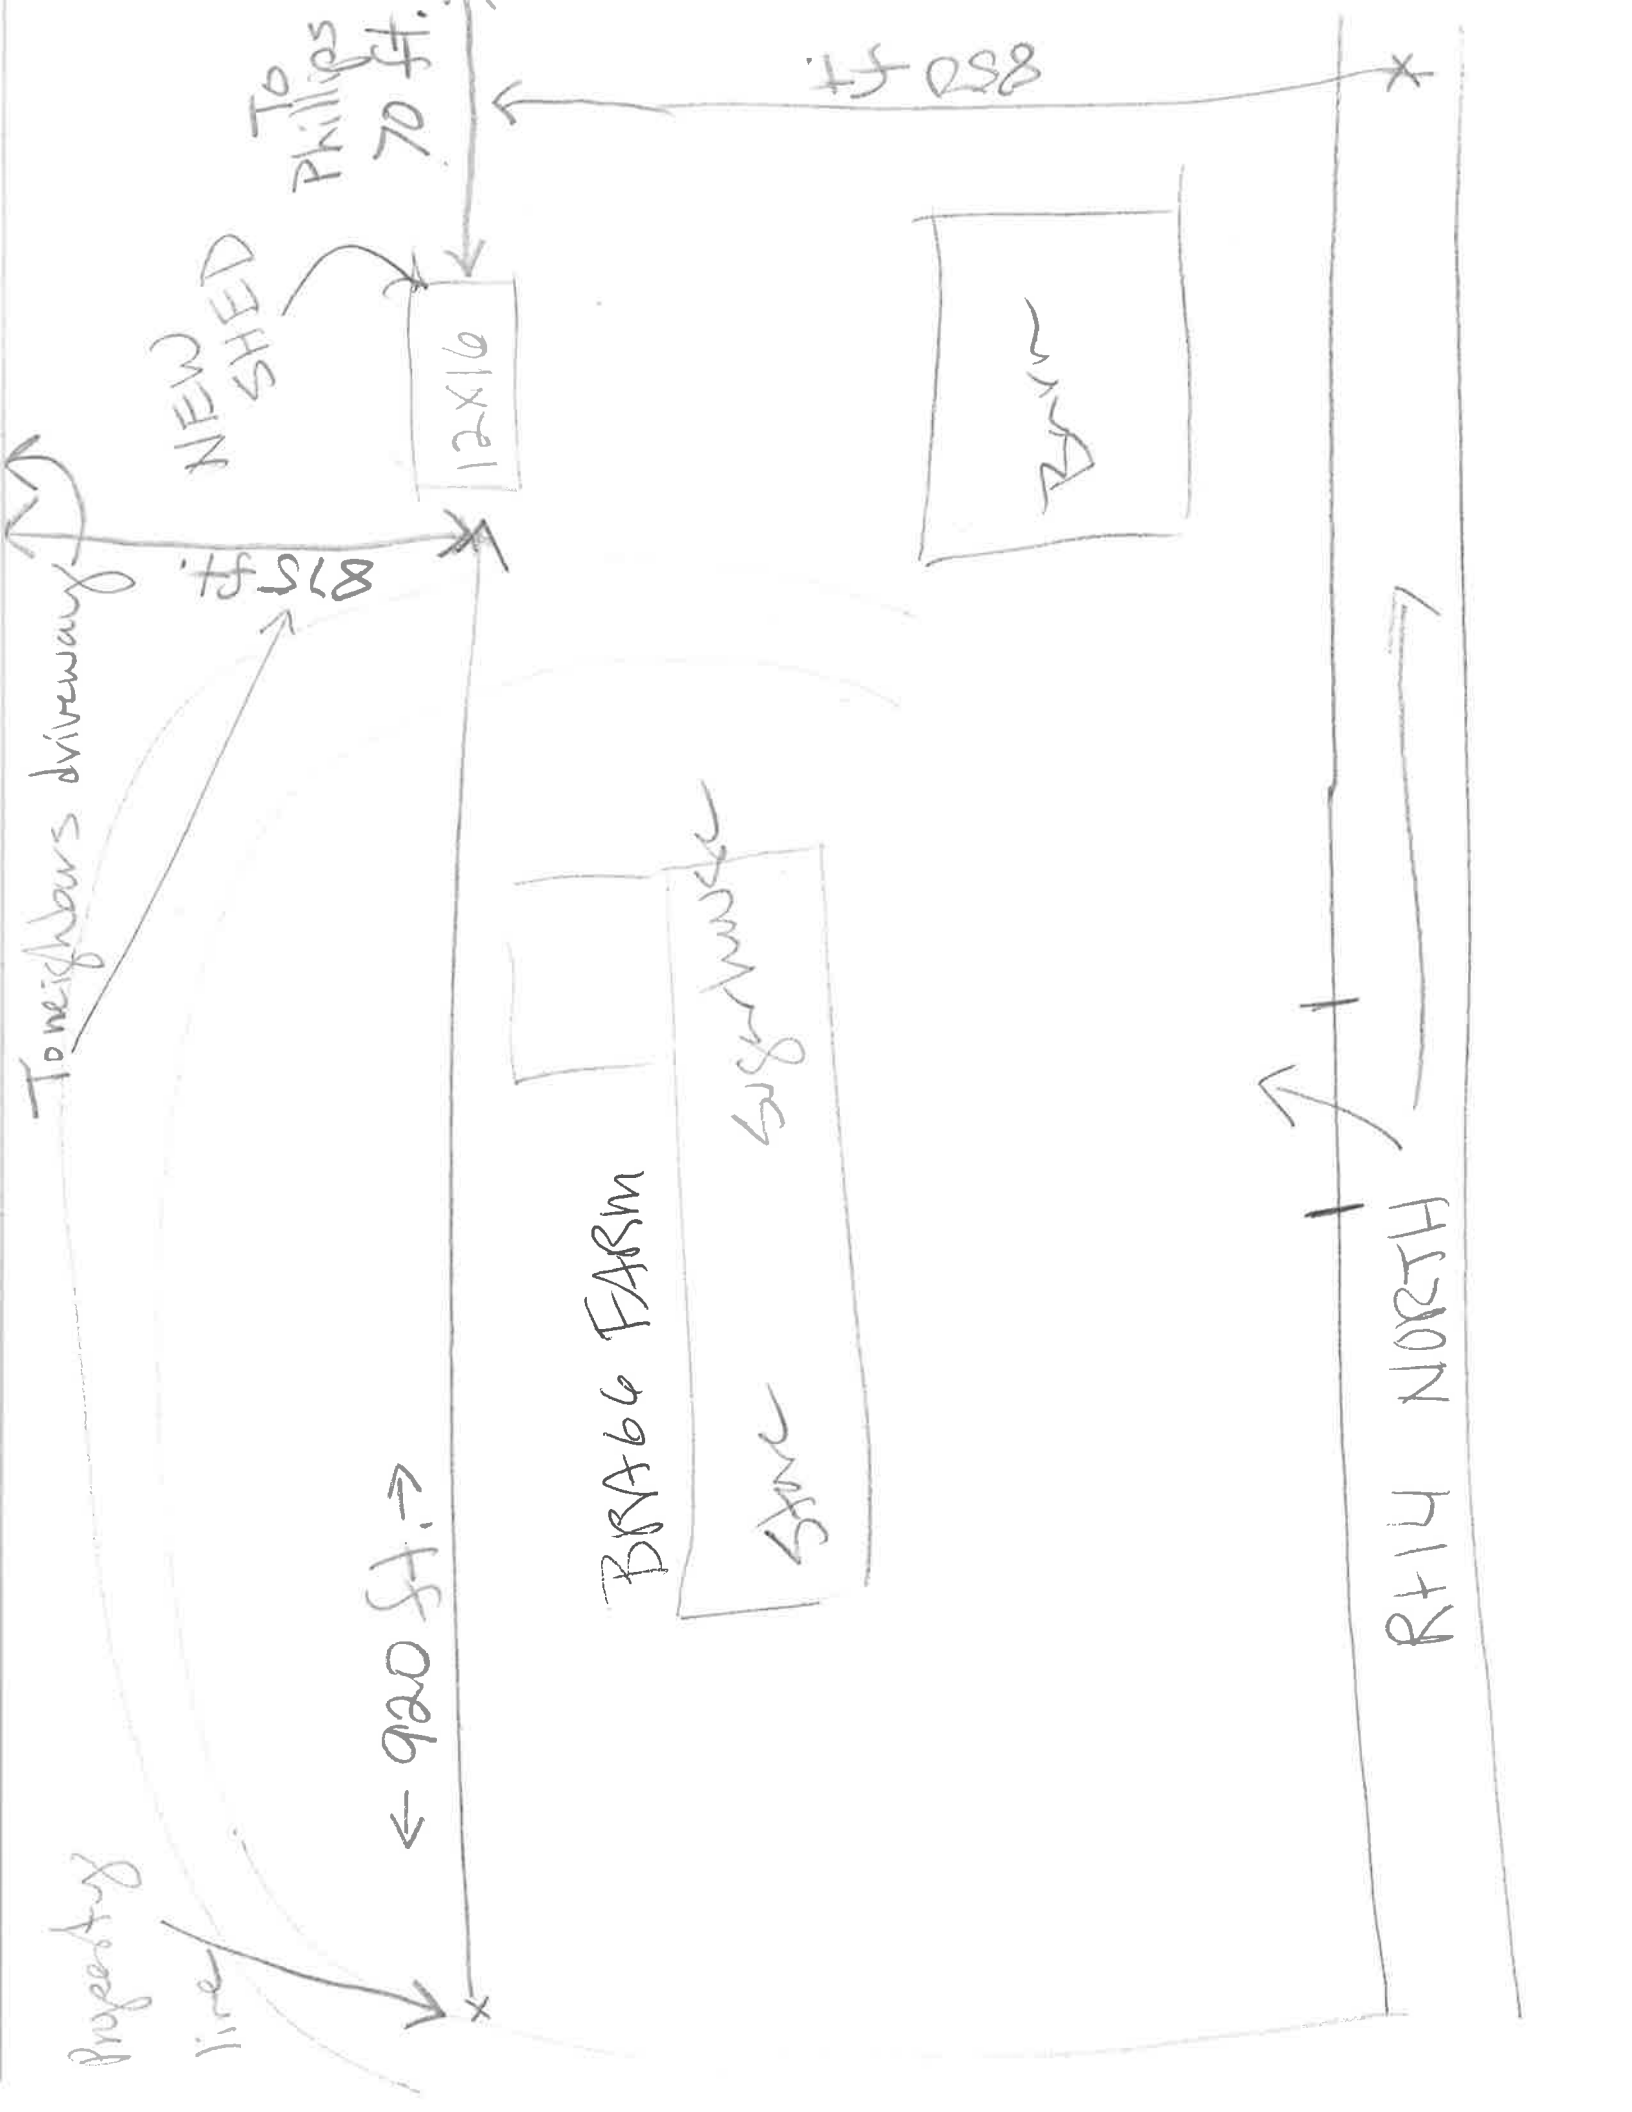 Property
line
To neighbors driveway
875 ft.
NEW
SHED
To
Phillips
70 ft.
← 920 ft. →
12X16
BRAGG FARM
Store
Sugarhouse
Barn
850 ft.
Rt 14 NORTH